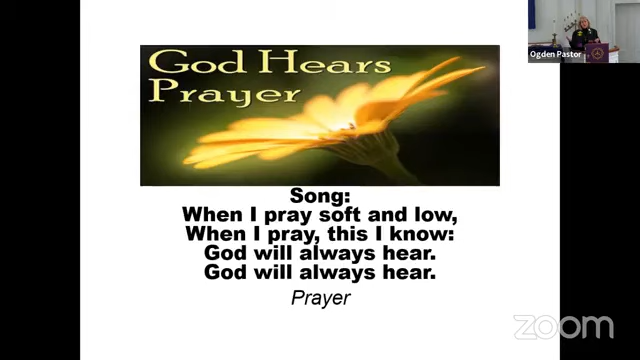 Ogden Pastor
God Hears
Prayer
Song:
When I pray soft and low,
When I pray, this I know:
God will always hear.
God will always hear.
Prayer
zoom